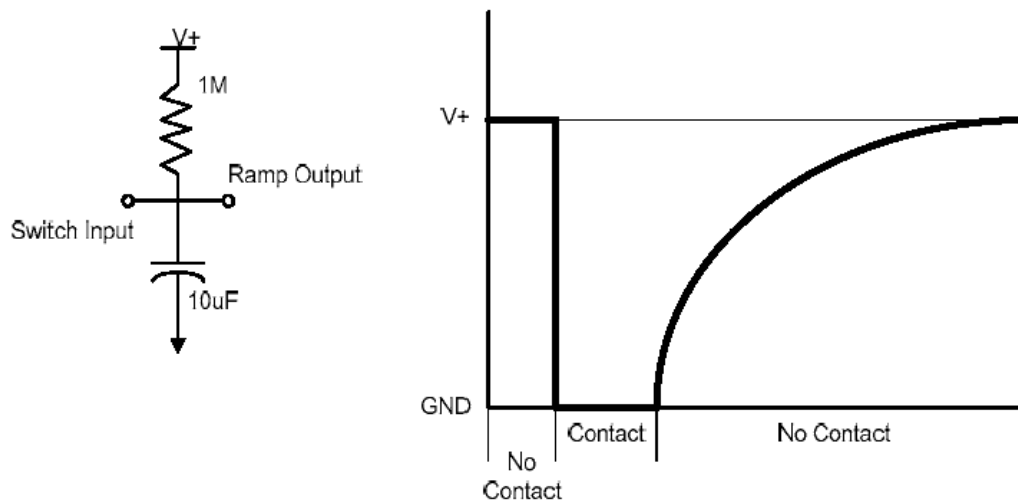 V+
1M
Ramp Output
Switch Input
10uF
V+
GND
Contact
No Contact
No
Contact